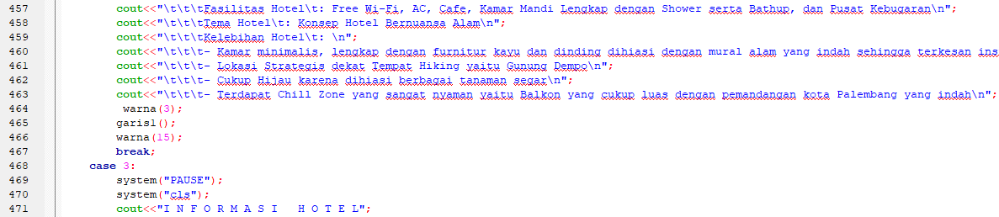 457 cout<<"\t\t\tFasilitas Hotel\t: Free Wi-Fi, AC, Cafe, Kamar Mandi Lengkap dengan Shower serta Bathup, dan Pusat Kebugaran\n";
458 cout<<"\t\t\tTema Hotel\t: Konsep Hotel Bernuansa Alam\n";
459 cout<<"\t\t\tKelebihan Hotel\t: \n";
460 cout<<"\t\t\t- Kamar minimalis, lengkap dengan furnitur kayu dan dinding dihiasi dengan mural alam yang indah sehingga terkesan ins
461 cout<<"\t\t\t- Lokasi Strategis dekat Tempat Hiking yaitu Gunung Dempo\n";
462 cout<<"\t\t\t- Cukup Hijau karena dihiasi berbagai tanaman segar\n";
463 cout<<"\t\t\t- Terdapat Chill Zone yang sangat nyaman yaitu Balkon yang cukup luas dengan pemandangan kota Palembang yang indah\n";
464 warna(3);
465 garis1();
466 warna(15);
467 break;
468 case 3:
469 system("PAUSE");
470 system("cls");
471 cout<<"I N F O R M A S I   H O T E L";